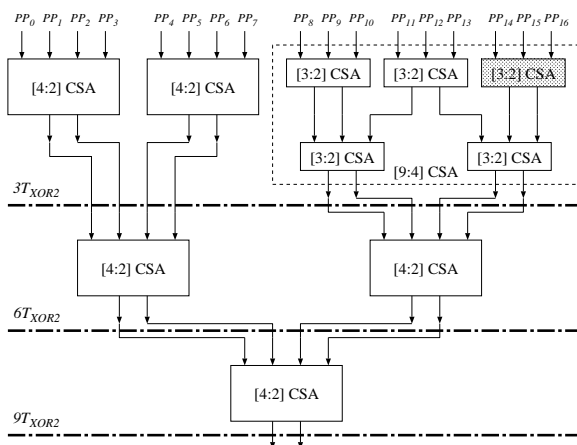 PP0 PP1 PP2 PP3 PP4 PP5 PP6 PP7 PP8 PP9 PP10 PP11 PP12 PP13 PP14 PP15 PP16
[4:2] CSA [4:2] CSA [3:2] CSA [3:2] CSA [3:2] CSA
[3:2] CSA [3:2] CSA
[9:4] CSA
3TXOR2
[4:2] CSA [4:2] CSA
6TXOR2
[4:2] CSA
9TXOR2